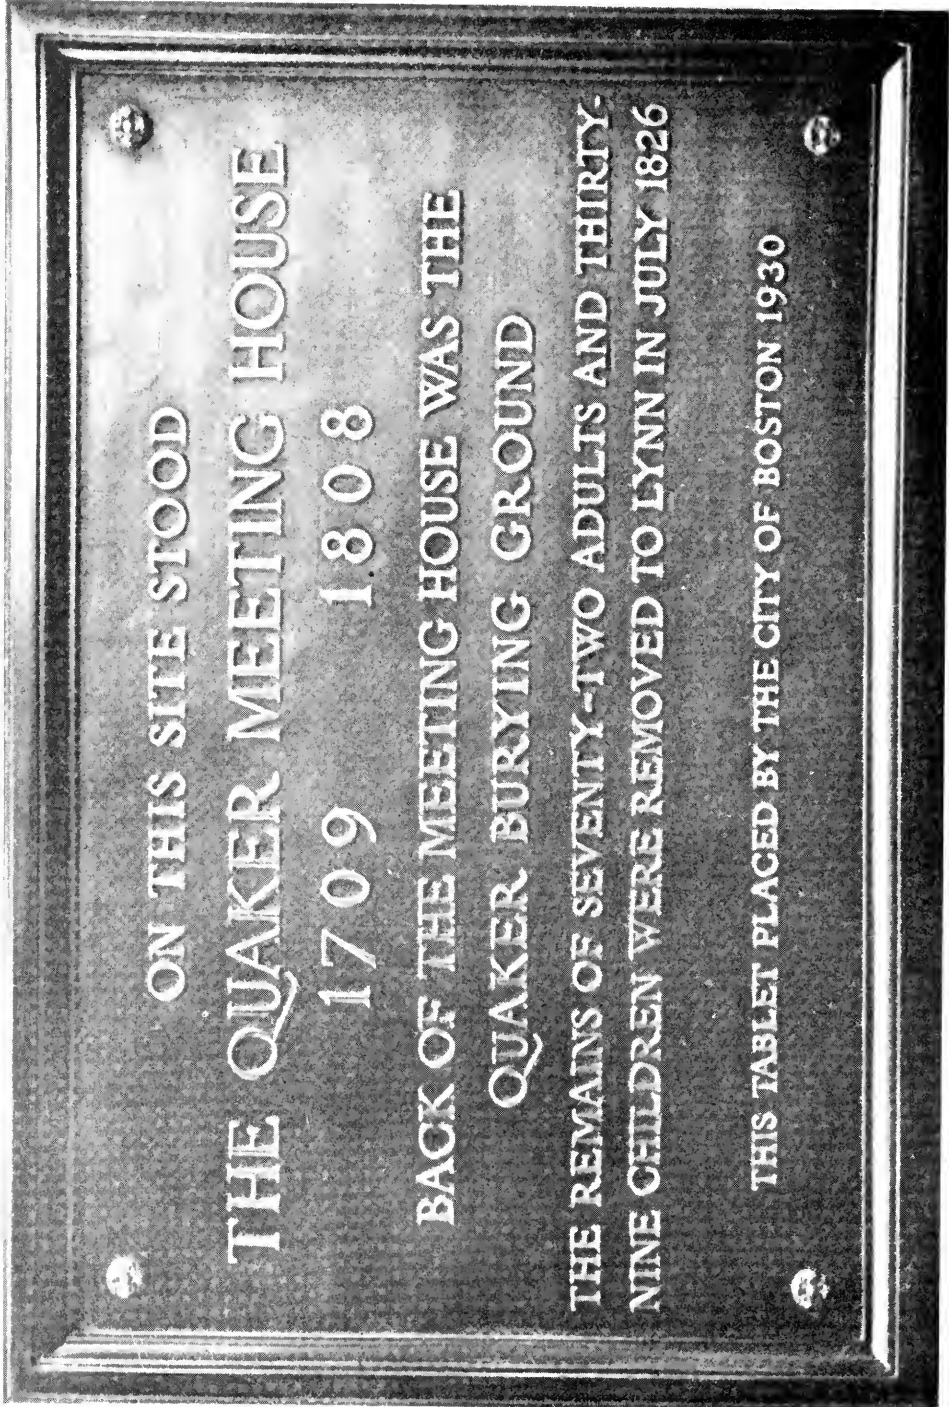 ON THIS SITE STOOD
THE QUAKER MEETING HOUSE
1709 1808
BACK OF THE MEETING HOUSE WAS THE
QUAKER BURYING GROUND
THE REMAINS OF SEVENTY-TWO ADULTS AND THIRTY-
NINE CHILDREN WERE REMOVED TO LYNN IN JULY 1826
THIS TABLET PLACED BY THE CITY OF BOSTON 1930